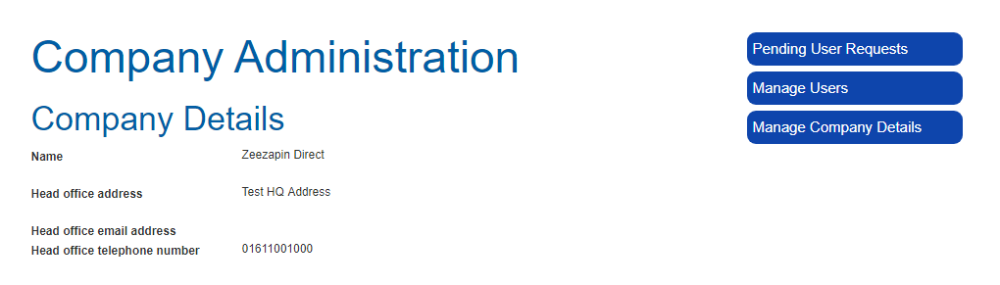 Company Administration
Pending User Requests
Manage Users
Manage Company Details
Company Details
Name Zeezapin Direct
Head office address Test HQ Address
Head office email address
Head office telephone number 01611001000